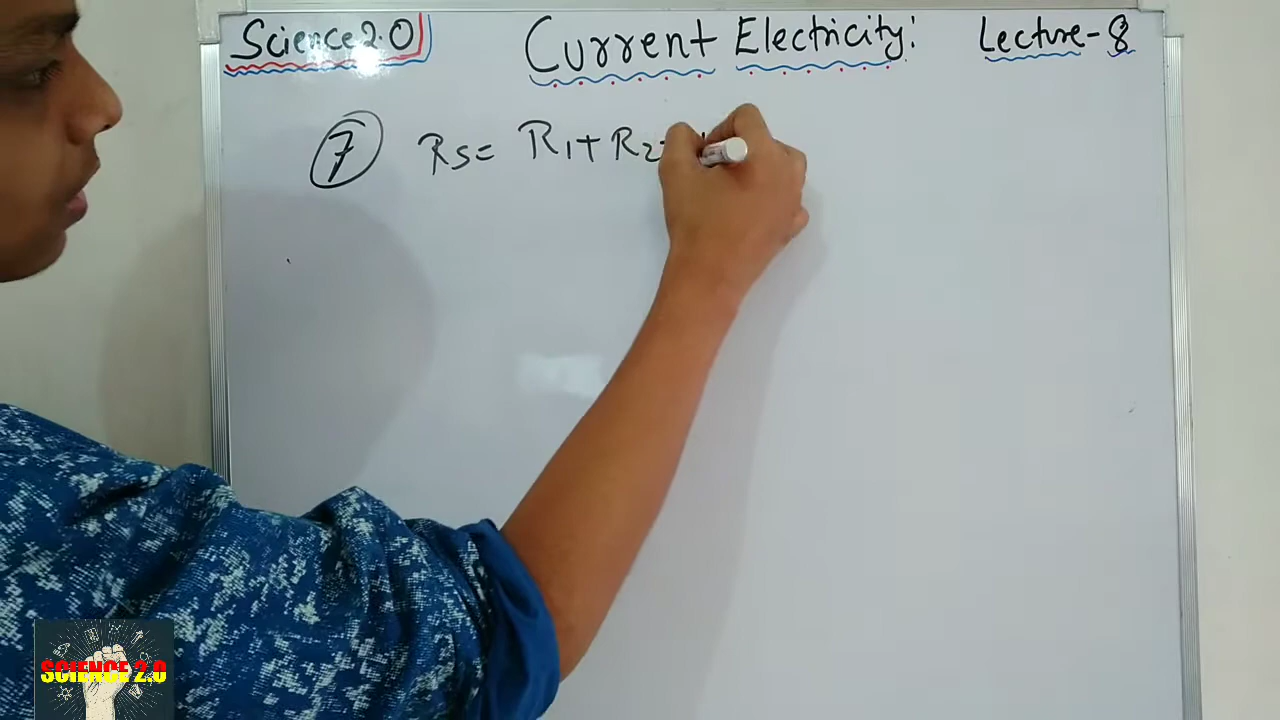 Science 2.0 Current Electricity: Lecture-8
7 Rs= R1+R2+
SCIENCE 2.0